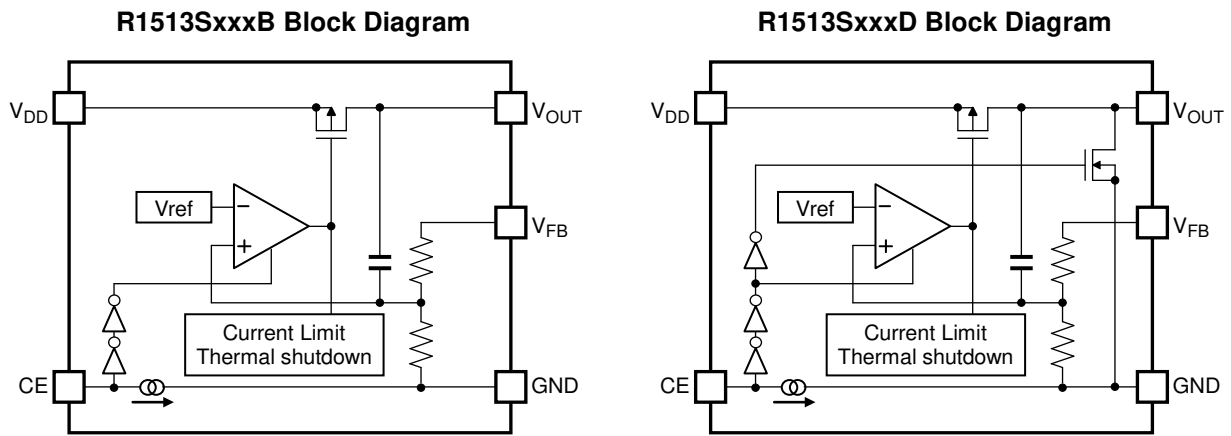 R1513SxxxB Block Diagram
VDD
VOUT
Vref
−
+
VFB
Current Limit
Thermal shutdown
CE
GND
R1513SxxxD Block Diagram
VDD
VOUT
Vref
−
+
VFB
Current Limit
Thermal shutdown
CE
GND